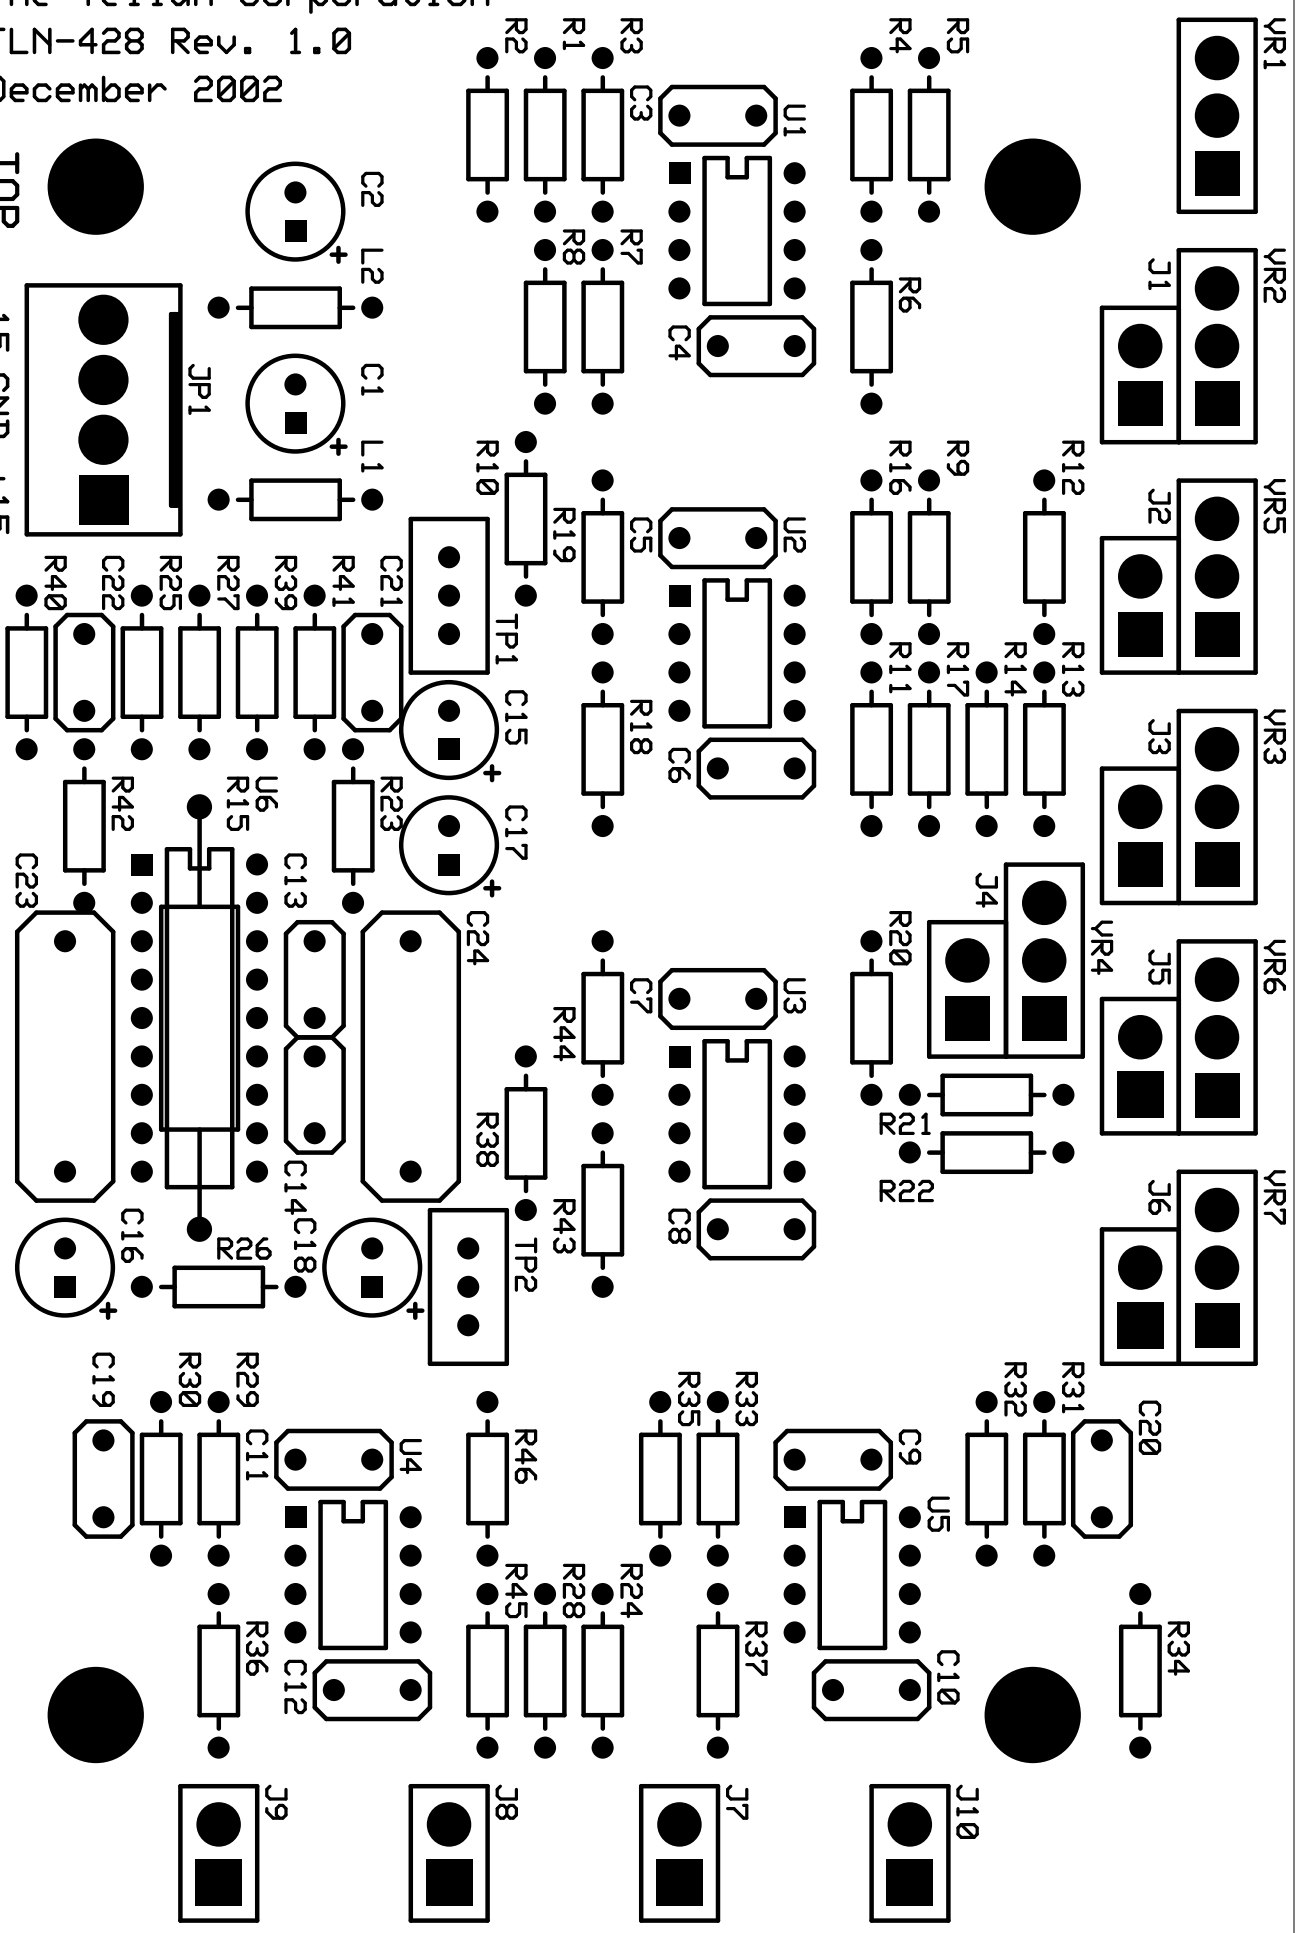 TLN-428 Rev. 1.0
December 2002
TOP
R2 R1 R3 R4 R5 VR1
C3 U1
C2
R8 R7
L2 R6 J1 VR2
C4
JP1 C1
L1 R10 R16 R9 R12 J2 VR5
R19 C5 U2
R40 C22 R25 R27 R39 R41 C21
TP1 R11 R17 R14 R13
C15 R18 C6 J3 VR3
R42 R15 U6 R23 C17
C23 C13 C24 R20 J4 VR4 J5 VR6
R44 C7 U3
R38 R21
R22
C14 R43 C8 J6 VR7
C16 R26 C18 TP2
C19 R30 R29 R35 R33 R32 R31 C20
C11 U4 R46 C9
U5
R45 R28 R24
R36 R37 R34
C12 C10
J9 J8 J7 J10